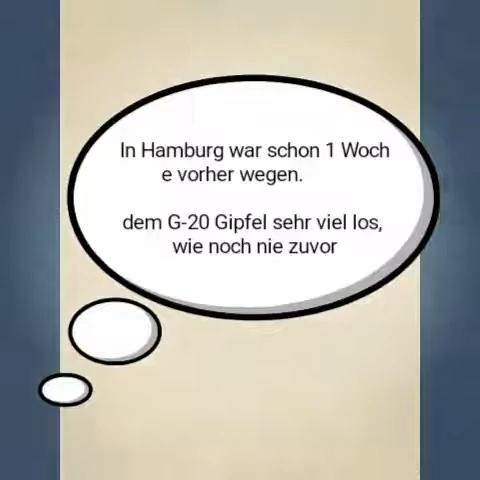 In Hamburg war schon 1 Woch
e vorher wegen.
dem G-20 Gipfel sehr viel los,
wie noch nie zuvor